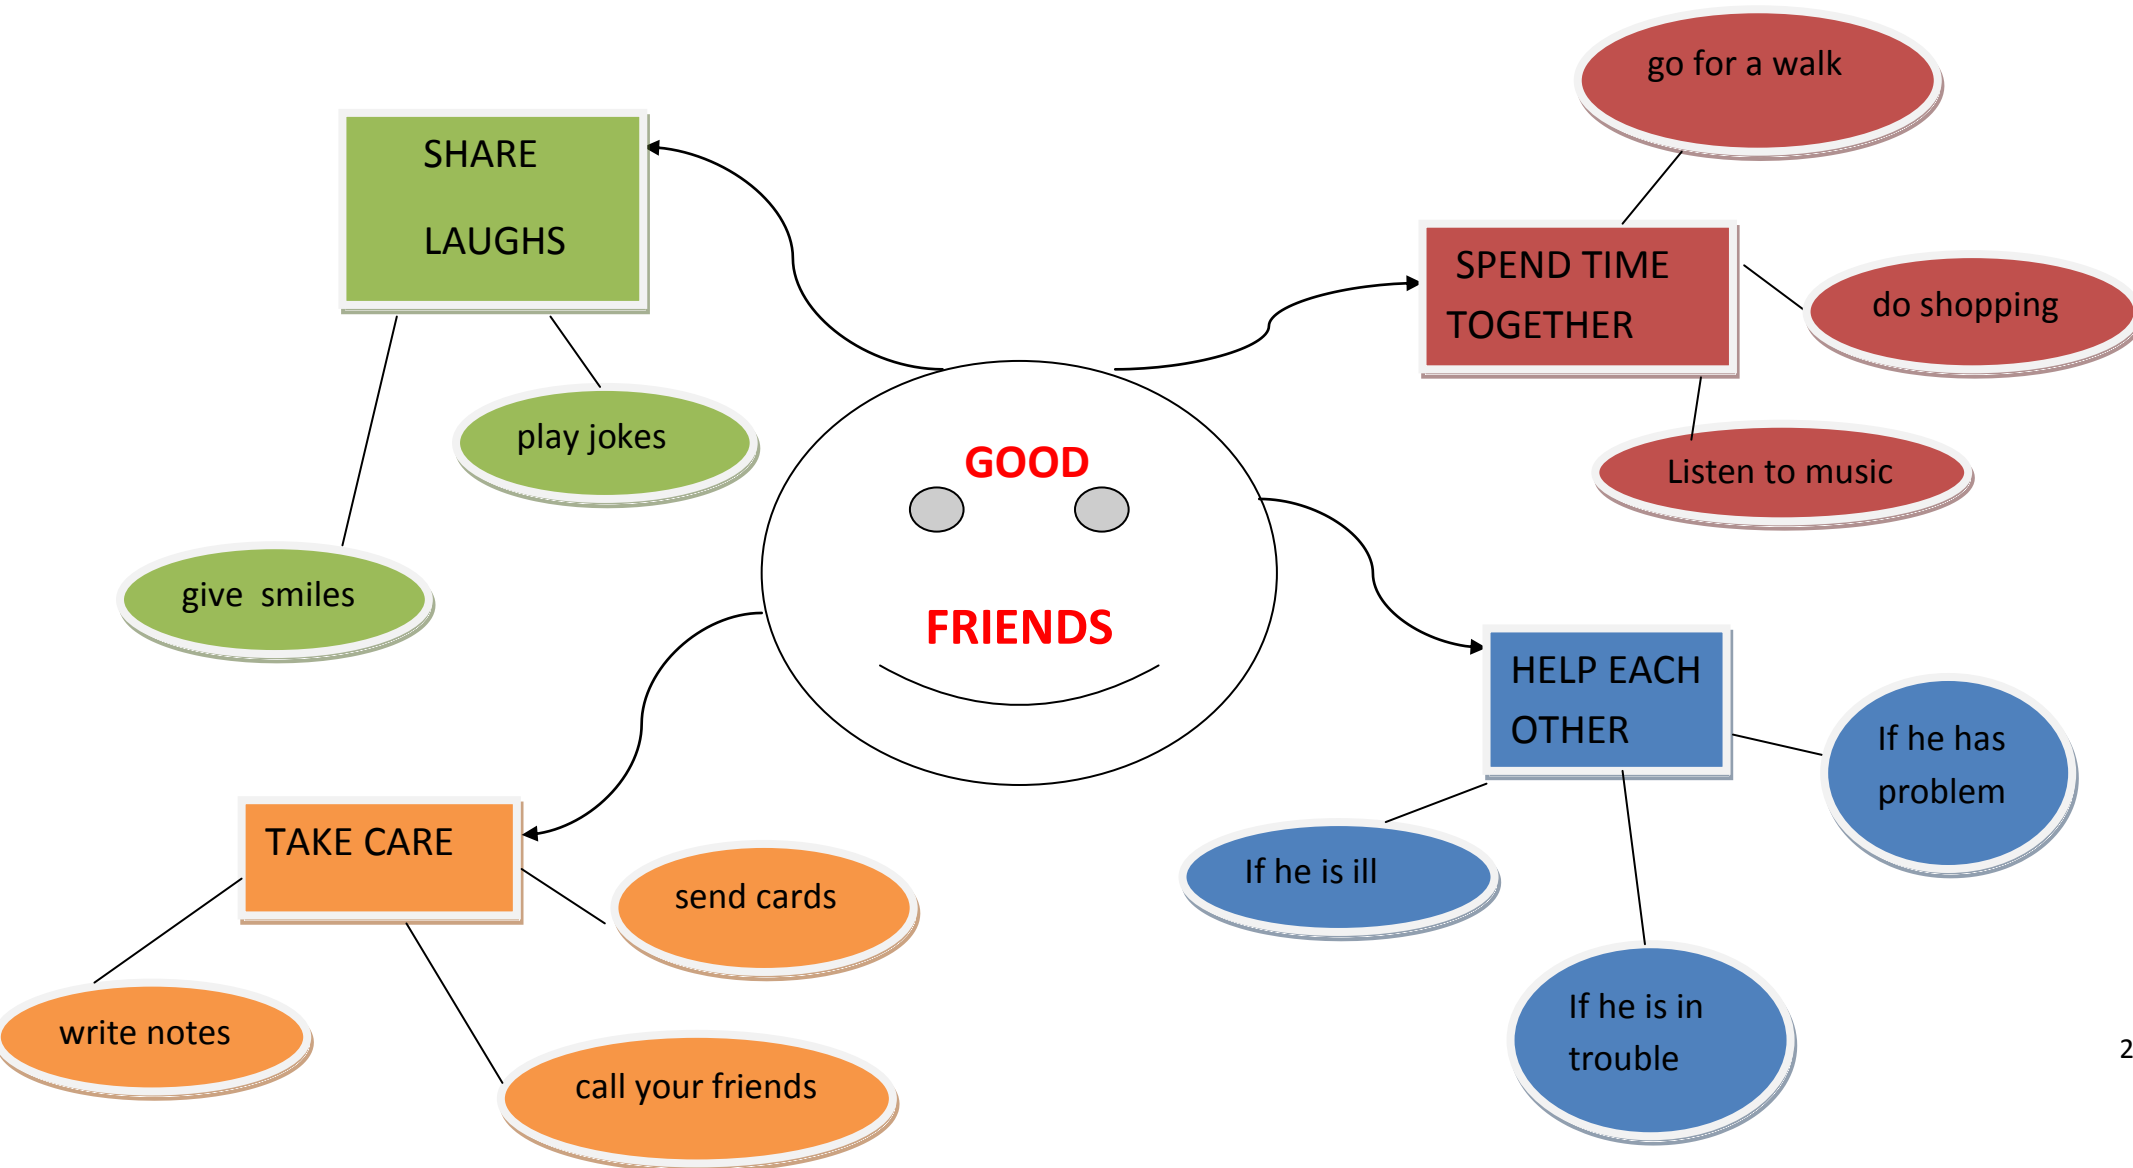 go for a walk
SHARE
LAUGHS
SPEND TIME
TOGETHER
do shopping
play jokes
GOOD
Listen to music
give  smiles
FRIENDS
HELP EACH
OTHER
If he has
problem
TAKE CARE
If he is ill
send cards
write notes
If he is in
trouble
call your friends
2